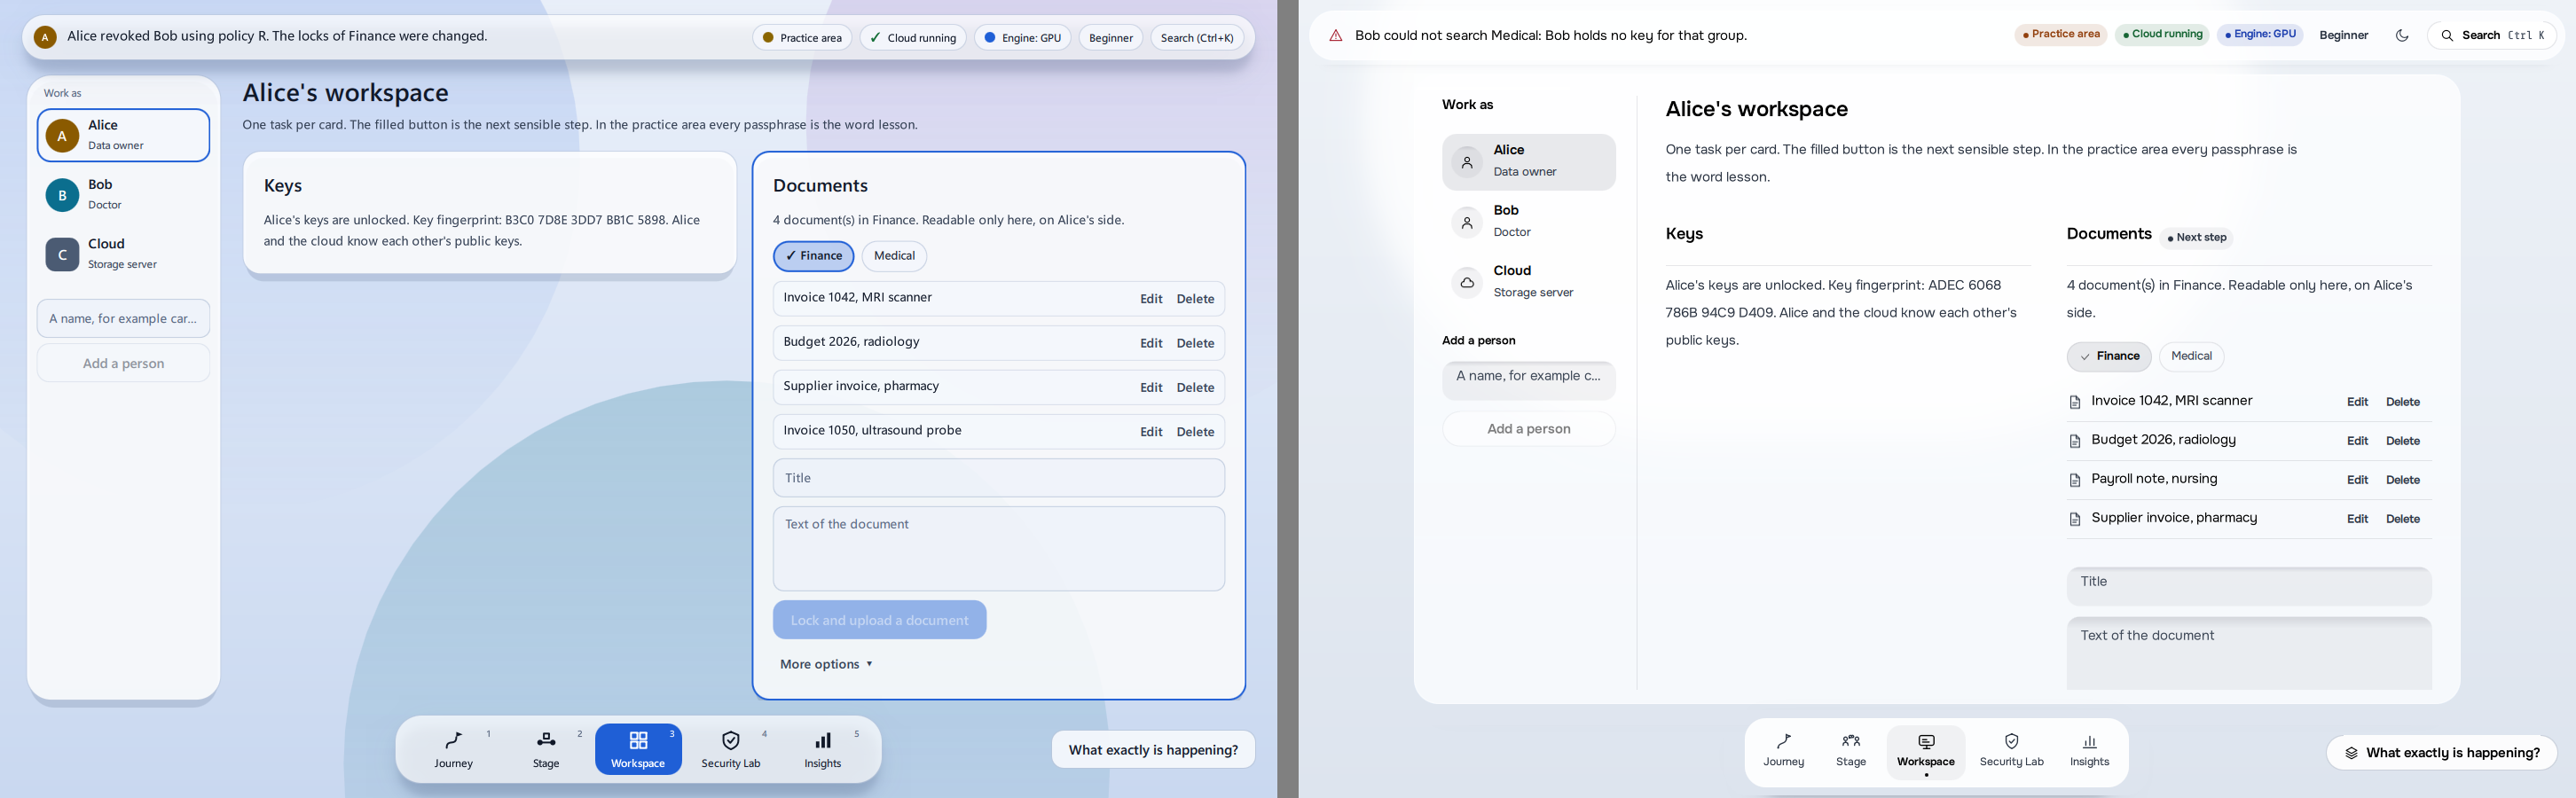 A Alice revoked Bob using policy R. The locks of Finance were changed.
Practice area
✓ Cloud running
Engine: GPU
Beginner
Search (Ctrl+K)
Work as
A
Alice
Data owner
B
Bob
Doctor
C
Cloud
Storage server
A name, for example car...
Add a person
Alice's workspace
One task per card. The filled button is the next sensible step. In the practice area every passphrase is the word lesson.
Keys
Alice's keys are unlocked. Key fingerprint: B3C0 7D8E 3DD7 BB1C 5898. Alice
and the cloud know each other's public keys.
Documents
4 document(s) in Finance. Readable only here, on Alice's side.
✓ Finance
Medical
Invoice 1042, MRI scanner Edit Delete
Budget 2026, radiology Edit Delete
Supplier invoice, pharmacy Edit Delete
Invoice 1050, ultrasound probe Edit Delete
Title
Text of the document
Lock and upload a document
More options ▾
Journey 1
Stage 2
Workspace 3
Security Lab 4
Insights 5
What exactly is happening?
Bob could not search Medical: Bob holds no key for that group.
Practice area
Cloud running
Engine: GPU
Beginner
Search Ctrl K
Work as
Alice
Data owner
Bob
Doctor
Cloud
Storage server
Add a person
A name, for example c...
Add a person
Alice's workspace
One task per card. The filled button is the next sensible step. In the practice area every passphrase is
the word lesson.
Keys
Alice's keys are unlocked. Key fingerprint: ADEC 6068
786B 94C9 D409. Alice and the cloud know each other's
public keys.
Documents
Next step
4 document(s) in Finance. Readable only here, on Alice's
side.
✓ Finance
Medical
Invoice 1042, MRI scanner Edit Delete
Budget 2026, radiology Edit Delete
Payroll note, nursing Edit Delete
Supplier invoice, pharmacy Edit Delete
Title
Text of the document
Journey
Stage
Workspace
Security Lab
Insights
What exactly is happening?